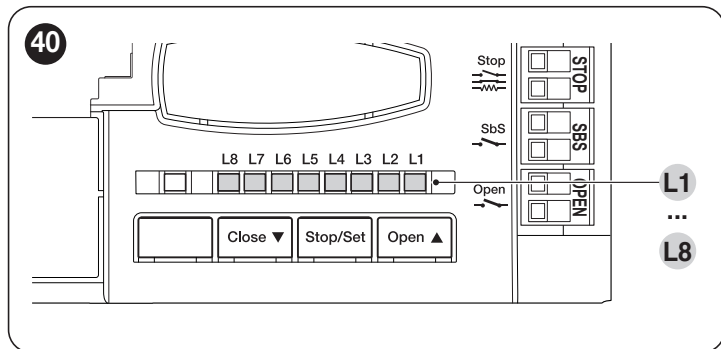 40
Stop
STOP
SbS
SBS
L8 L7 L6 L5 L4 L3 L2 L1
Open
OPEN
L1
...
L8
Close ▼ Stop/Set Open ▲